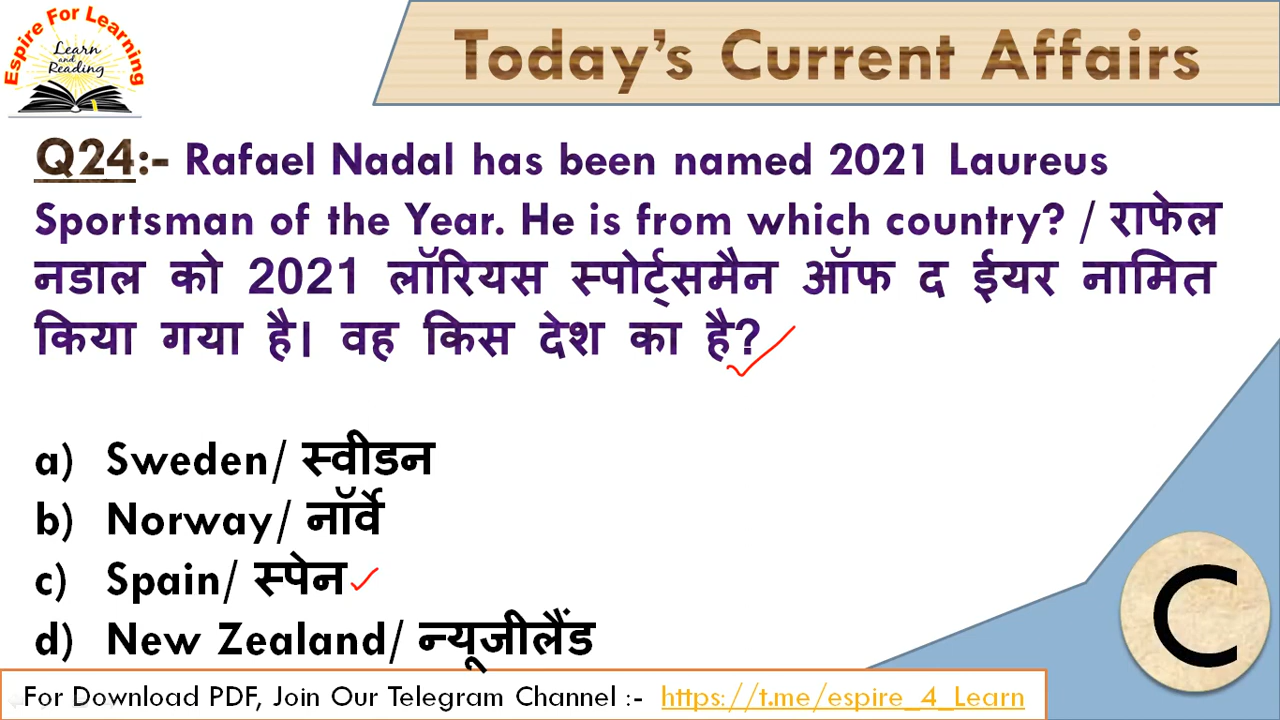 Espire For Learning
Learn
and
Reading
Today's Current Affairs
Q24:- Rafael Nadal has been named 2021 Laureus
Sportsman of the Year. He is from which country? / राफेल
नडाल को 2021 लॉरियस स्पोर्ट्समैन ऑफ द ईयर नामित
किया गया है। वह किस देश का है?
a) Sweden/ स्वीडन
b) Norway/ नॉर्वे
c) Spain/ स्पेन
d) New Zealand/ न्यूजीलैंड
C
For Download PDF, Join Our Telegram Channel :- https://t.me/espire_4_Learn